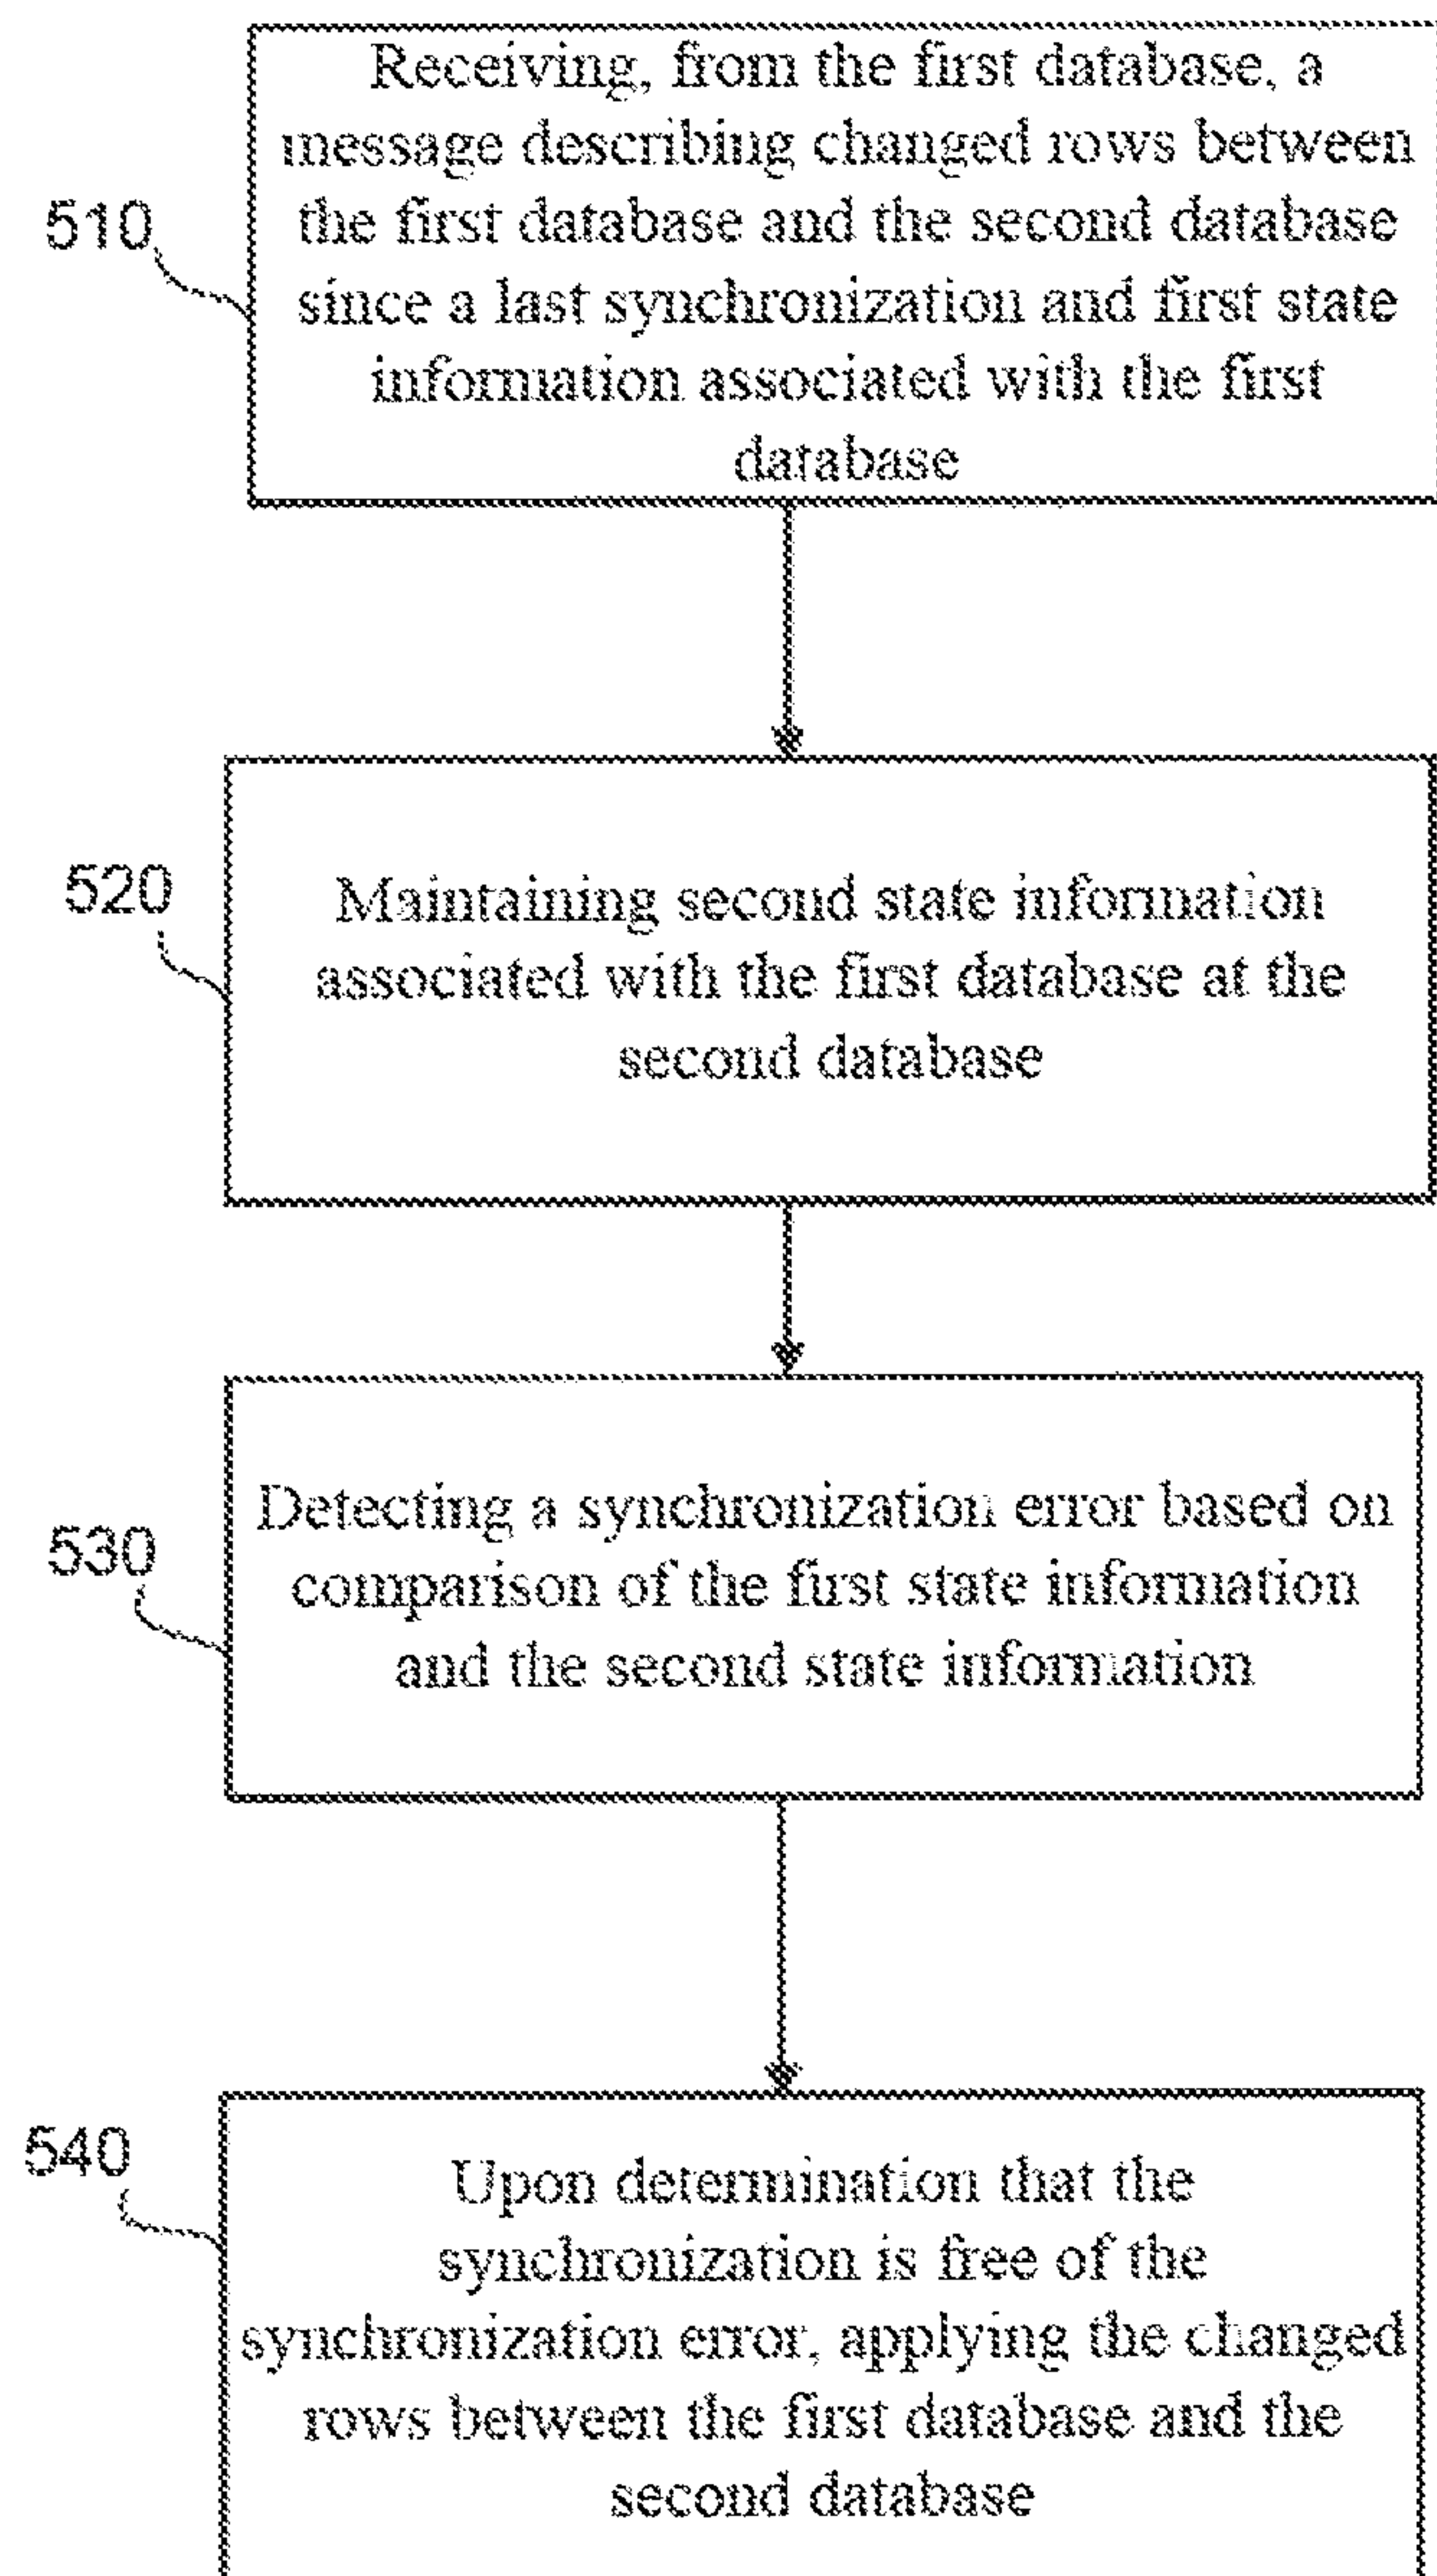 Receiving, from the first database, a
message describing changed rows between
the first database and the second database
since a last synchronization and first state
information associated with the first
database
510
Maintaining second state information
associated with the first database at the
second database
520
Detecting a synchronization error based on
comparison of the first state information
and the second state information
530
Upon determination that the
synchronization is free of the
synchronization error, applying the changed
rows between the first database and the
second database
540